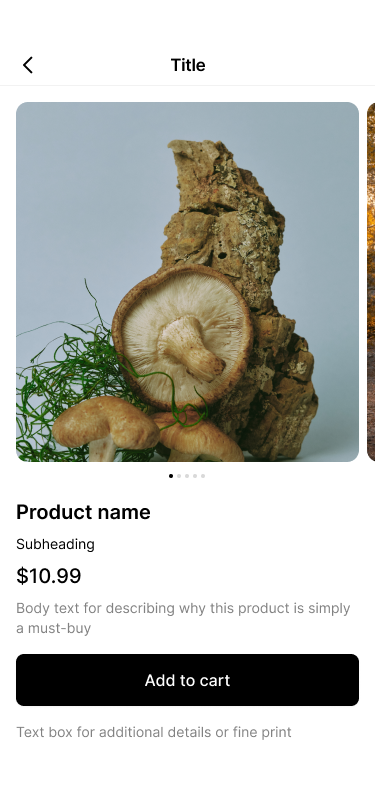 Title
Product name
Subheading
$10.99
Body text for describing why this product is simply
a must-buy
Add to cart
Text box for additional details or fine print